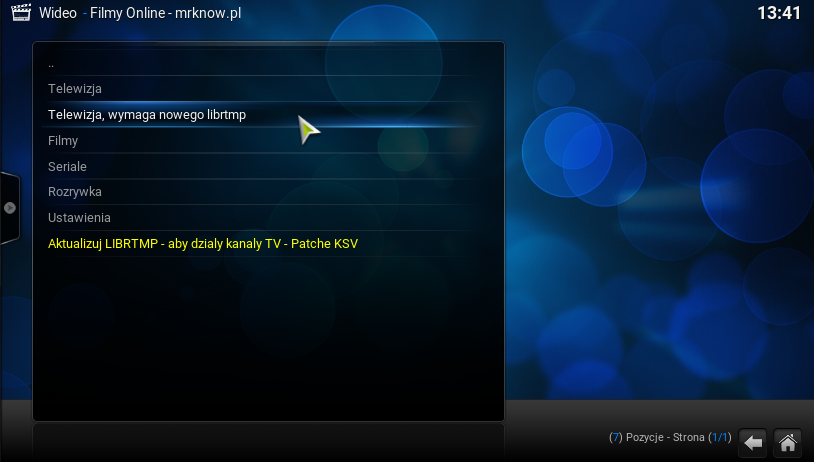 Wideo - Filmy Online - mrknow.pl
13:41
..
Telewizja
Telewizja, wymaga nowego librtmp
Filmy
Seriale
Rozrywka
Ustawienia
Aktualizuj LIBRTMP - aby dzialy kanaly TV - Patche KSV
(7) Pozycje - Strona (1/1)